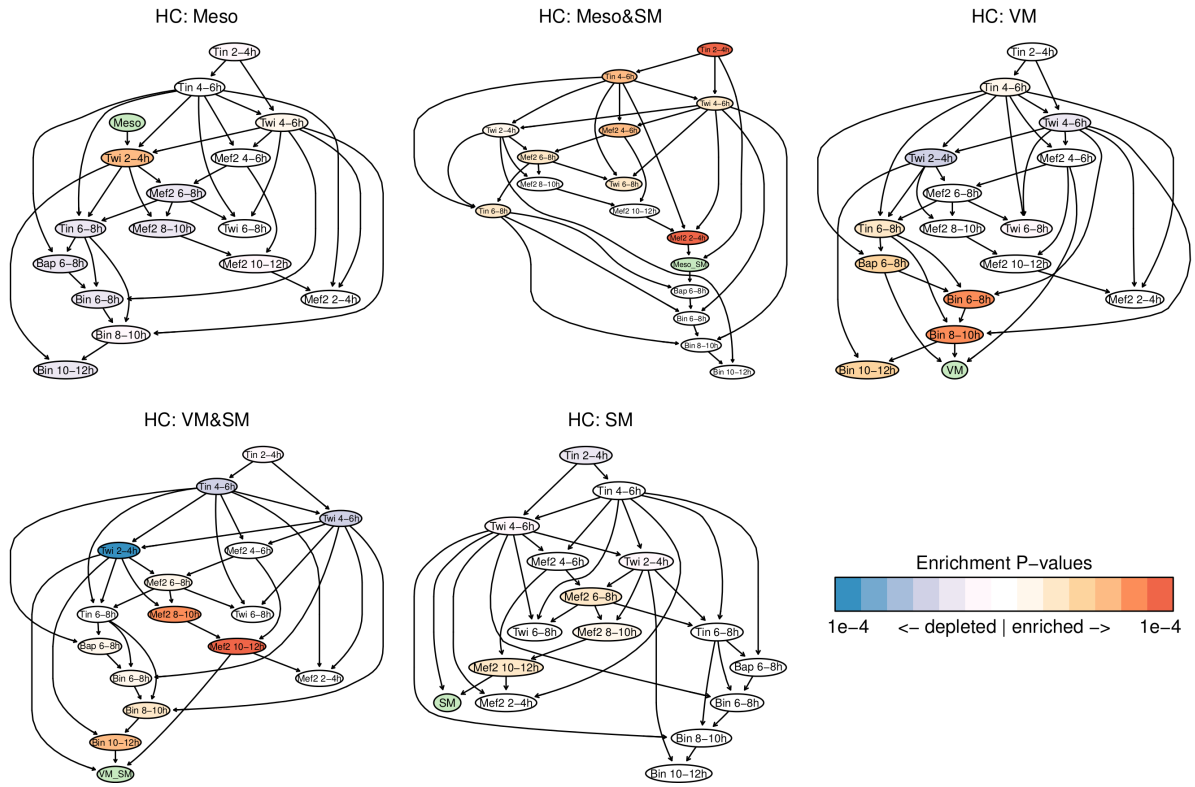 HC: Meso
Tin 2−4h
Tin 4−6h
Meso
Twi 4−6h
Twi 2−4h
Mef2 4−6h
Mef2 6−8h
Tin 6−8h
Mef2 8−10h
Twi 6−8h
Bap 6−8h
Mef2 10−12h
Bin 6−8h
Mef2 2−4h
Bin 8−10h
Bin 10−12h
HC: Meso&SM
Tin 2−4h
Tin 4−6h
Twi 4−6h
Twi 2−4h
Mef2 4−6h
Mef2 6−8h
Mef2 8−10h
Twi 6−8h
Tin 6−8h
Mef2 10−12h
Mef2 2−4h
Meso_SM
Bap 6−8h
Bin 6−8h
Bin 8−10h
Bin 10−12h
HC: VM
Tin 2−4h
Tin 4−6h
Twi 4−6h
Twi 2−4h
Mef2 4−6h
Mef2 6−8h
Tin 6−8h
Mef2 8−10h
Twi 6−8h
Bap 6−8h
Mef2 10−12h
Bin 6−8h
Mef2 2−4h
Bin 8−10h
Bin 10−12h
VM
HC: VM&SM
Tin 2−4h
Tin 4−6h
Twi 4−6h
Twi 2−4h
Mef2 4−6h
Mef2 6−8h
Tin 6−8h
Mef2 8−10h
Twi 6−8h
Bap 6−8h
Mef2 10−12h
Bin 6−8h
Mef2 2−4h
Bin 8−10h
Bin 10−12h
VM_SM
HC: SM
Tin 2−4h
Tin 4−6h
Twi 4−6h
Mef2 4−6h
Twi 2−4h
Mef2 6−8h
Twi 6−8h
Mef2 8−10h
Tin 6−8h
Mef2 10−12h
Bap 6−8h
SM
Mef2 2−4h
Bin 6−8h
Bin 8−10h
Bin 10−12h
Enrichment P−values
1e−4 <− depleted | enriched −> 1e−4